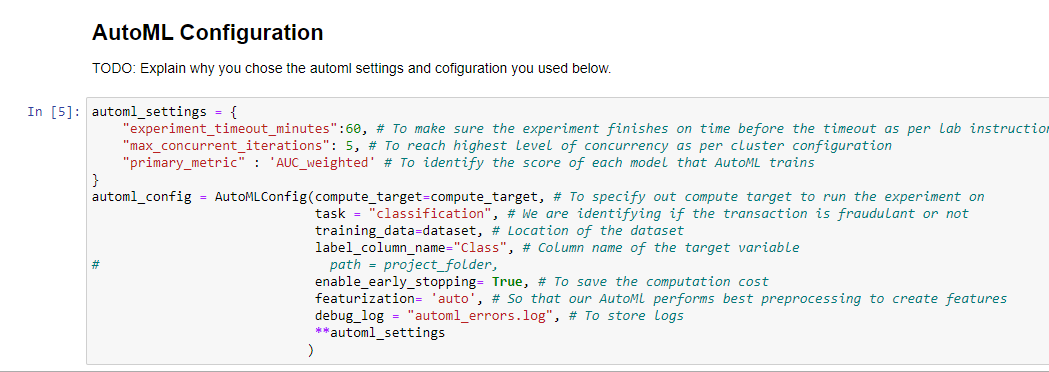 AutoML Configuration
TODO: Explain why you chose the automl settings and cofiguration you used below.
In [5]: automl_settings = {
"experiment_timeout_minutes":60, # To make sure the experiment finishes on time before the timeout as per lab instruction
"max_concurrent_iterations": 5, # To reach highest level of concurrency as per cluster configuration
"primary_metric" : 'AUC_weighted' # To identify the score of each model that AutoML trains
}
automl_config = AutoMLConfig(compute_target=compute_target, # To specify out compute target to run the experiment on
task = "classification", # We are identifying if the transaction is fraudulant or not
training_data=dataset, # Location of the dataset
label_column_name="Class", # Column name of the target variable
# path = project_folder,
enable_early_stopping= True, # To save the computation cost
featurization= 'auto', # So that our AutoMl performs best preprocessing to create features
debug_log = "automl_errors.log", # To store logs
**automl_settings
)